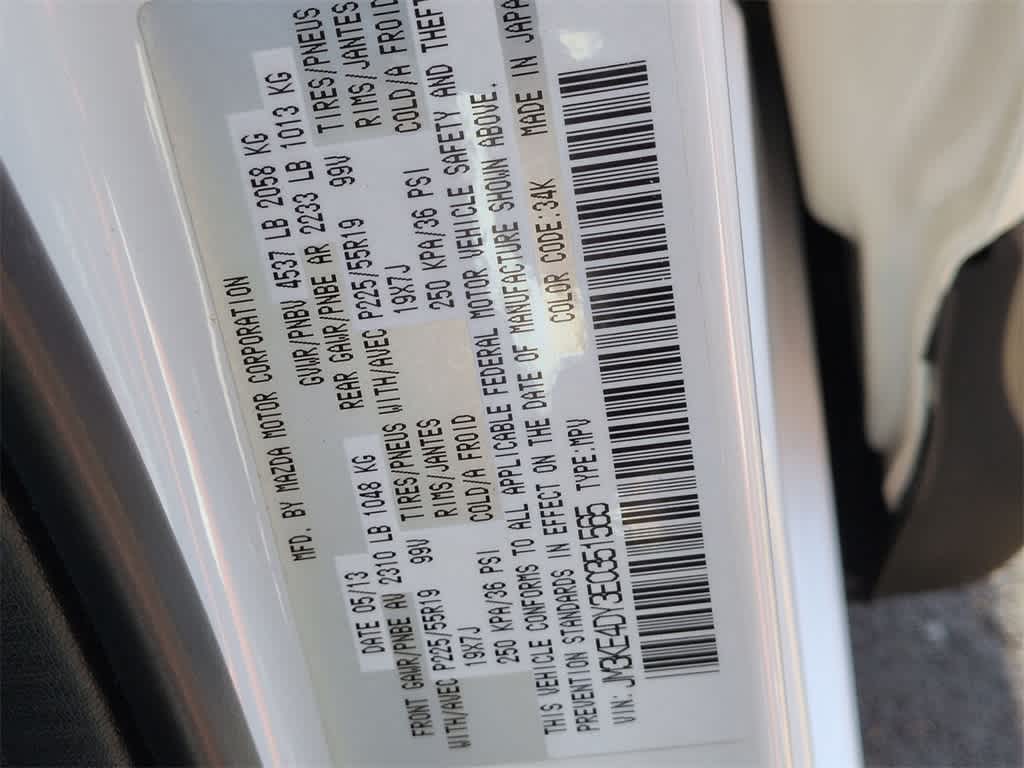 MFD. BY MAZDA MOTOR CORPORATION
DATE 05/13 GVWR/PNBV 4537 LB 2058 KG
FRONT GAWR/PNBE AV 2310 LB 1048 KG REAR GAWR/PNBE AR 2233 LB 1013 KG
WITH/AVEC P225/55R19 99V TIRES/PNEUS WITH/AVEC P225/55R19 99V TIRES/PNEUS
19X7J RIMS/JANTES 19X7J RIMS/JANTES
250 KPA/36 PSI COLD/A FROID 250 KPA/36 PSI COLD/A FROID
THIS VEHICLE CONFORMS TO ALL APPLICABLE FEDERAL MOTOR VEHICLE SAFETY AND THEFT
PREVENTION STANDARDS IN EFFECT ON THE DATE OF MANUFACTURE SHOWN ABOVE.
VIN: JM3KE4DY3E0351565 TYPE:MPV COLOR CODE:34K MADE IN JAPA